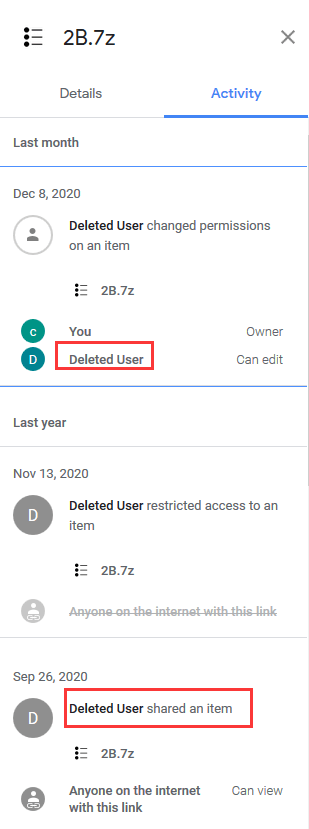 2B.7z
Details
Activity
Last month
Dec 8, 2020
Deleted User changed permissions
on an item
2B.7z
c
You
Owner
D
Deleted User
Can edit
Last year
Nov 13, 2020
D
Deleted User restricted access to an
item
2B.7z
Anyone on the internet with this link
Sep 26, 2020
D
Deleted User shared an item
2B.7z
Anyone on the internet
with this link
Can view